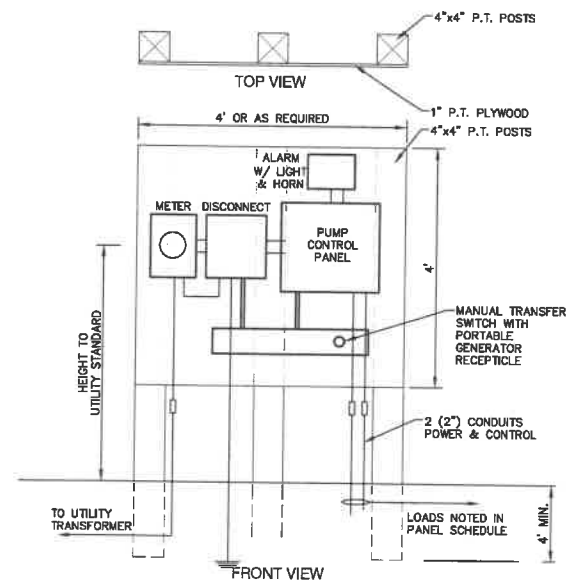 4"x4" P.T. POSTS
TOP VIEW
1" P.T. PLYWOOD
4' OR AS REQUIRED
4"x4" P.T. POSTS
ALARM
W/ LIGHT
& HORN
METER
DISCONNECT
PUMP
CONTROL
PANEL
4'
HEIGHT TO
UTILITY STANDARD
MANUAL TRANSFER
SWITCH WITH
PORTABLE
GENERATOR
RECEPTICLE
2 (2") CONDUITS
POWER & CONTROL
TO UTILITY
TRANSFORMER
LOADS NOTED IN
PANEL SCHEDULE
4' MIN.
FRONT VIEW